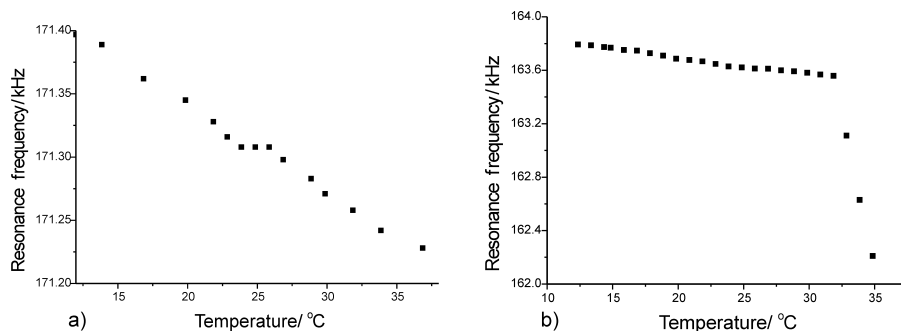 171.40
171.35
171.30
171.25
171.20
Resonance frequency/kHz
15 20 25 30 35
a) Temperature/ °C
164.0
163.6
163.2
162.8
162.4
162.0
Resonance frequency/kHz
10 15 20 25 30 35
b) Temperature/ °C